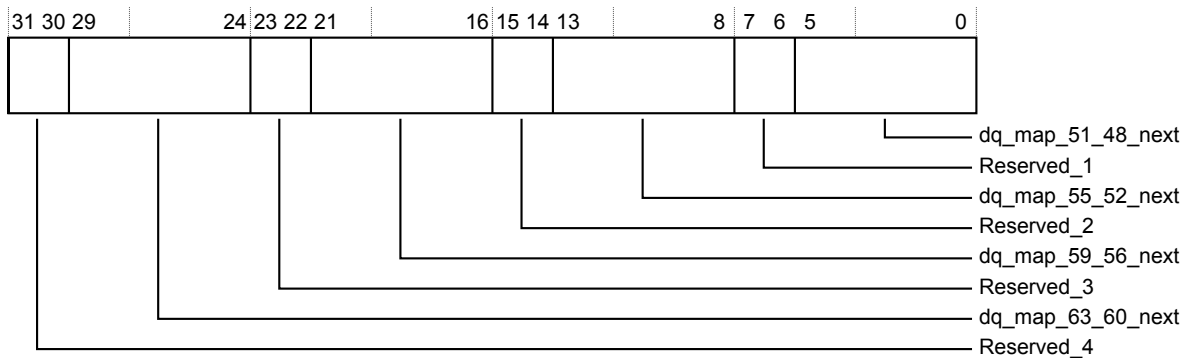 31 30 29 24 23 22 21 16 15 14 13 8 7 6 5 0
dq_map_51_48_next
Reserved_1
dq_map_55_52_next
Reserved_2
dq_map_59_56_next
Reserved_3
dq_map_63_60_next
Reserved_4